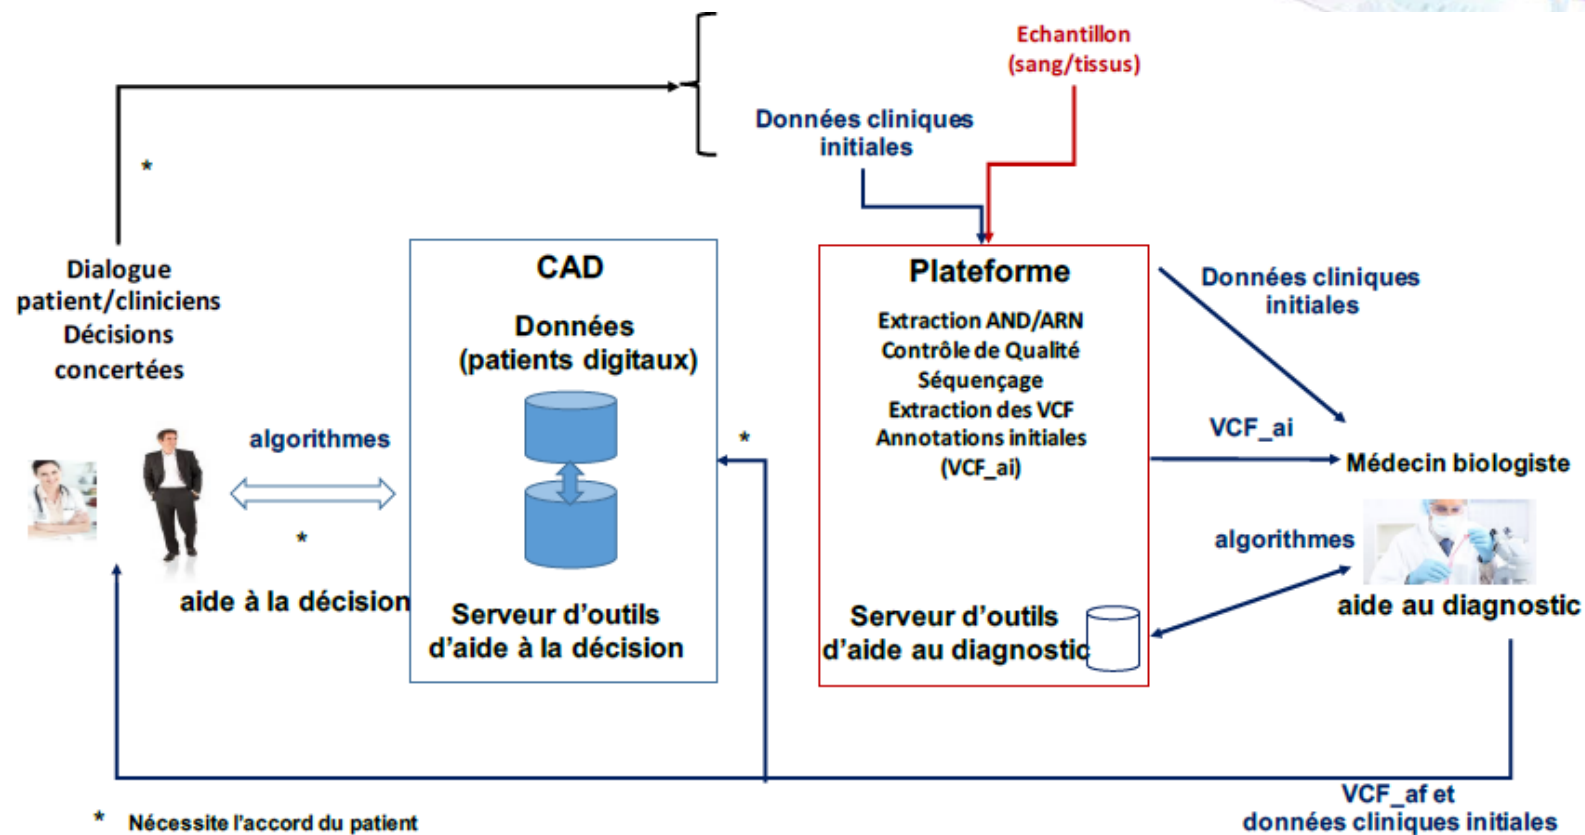 Echantillon
(sang/tissus)
Données cliniques
initiales
*
Dialogue
patient/cliniciens
Décisions
concertées
algorithmes
*
aide à la décision
CAD
Données
(patients digitaux)
Serveur d'outils
d'aide à la décision
*
Plateforme
Extraction AND/ARN
Contrôle de Qualité
Séquençage
Extraction des VCF
Annotations initiales
(VCF_ai)
Serveur d'outils
d'aide au diagnostic
Données cliniques
initiales
VCF_ai
Médecin biologiste
algorithmes
aide au diagnostic
VCF_af et
données cliniques initiales
* Nécessite l'accord du patient